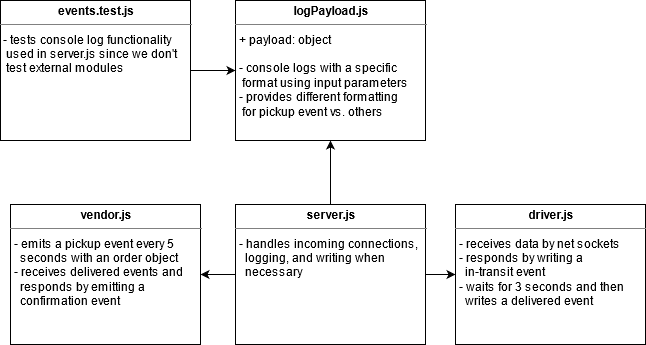 events.test.js
- tests console log functionality
used in server.js since we don't
test external modules
logPayload.js
+ payload: object
- console logs with a specific
format using input parameters
- provides different formatting
for pickup event vs. others
vendor.js
- emits a pickup event every 5
seconds with an order object
- receives delivered events and
responds by emitting a
confirmation event
server.js
- handles incoming connections,
logging, and writing when
necessary
driver.js
- receives data by net sockets
- responds by writing a
in-transit event
- waits for 3 seconds and then
writes a delivered event